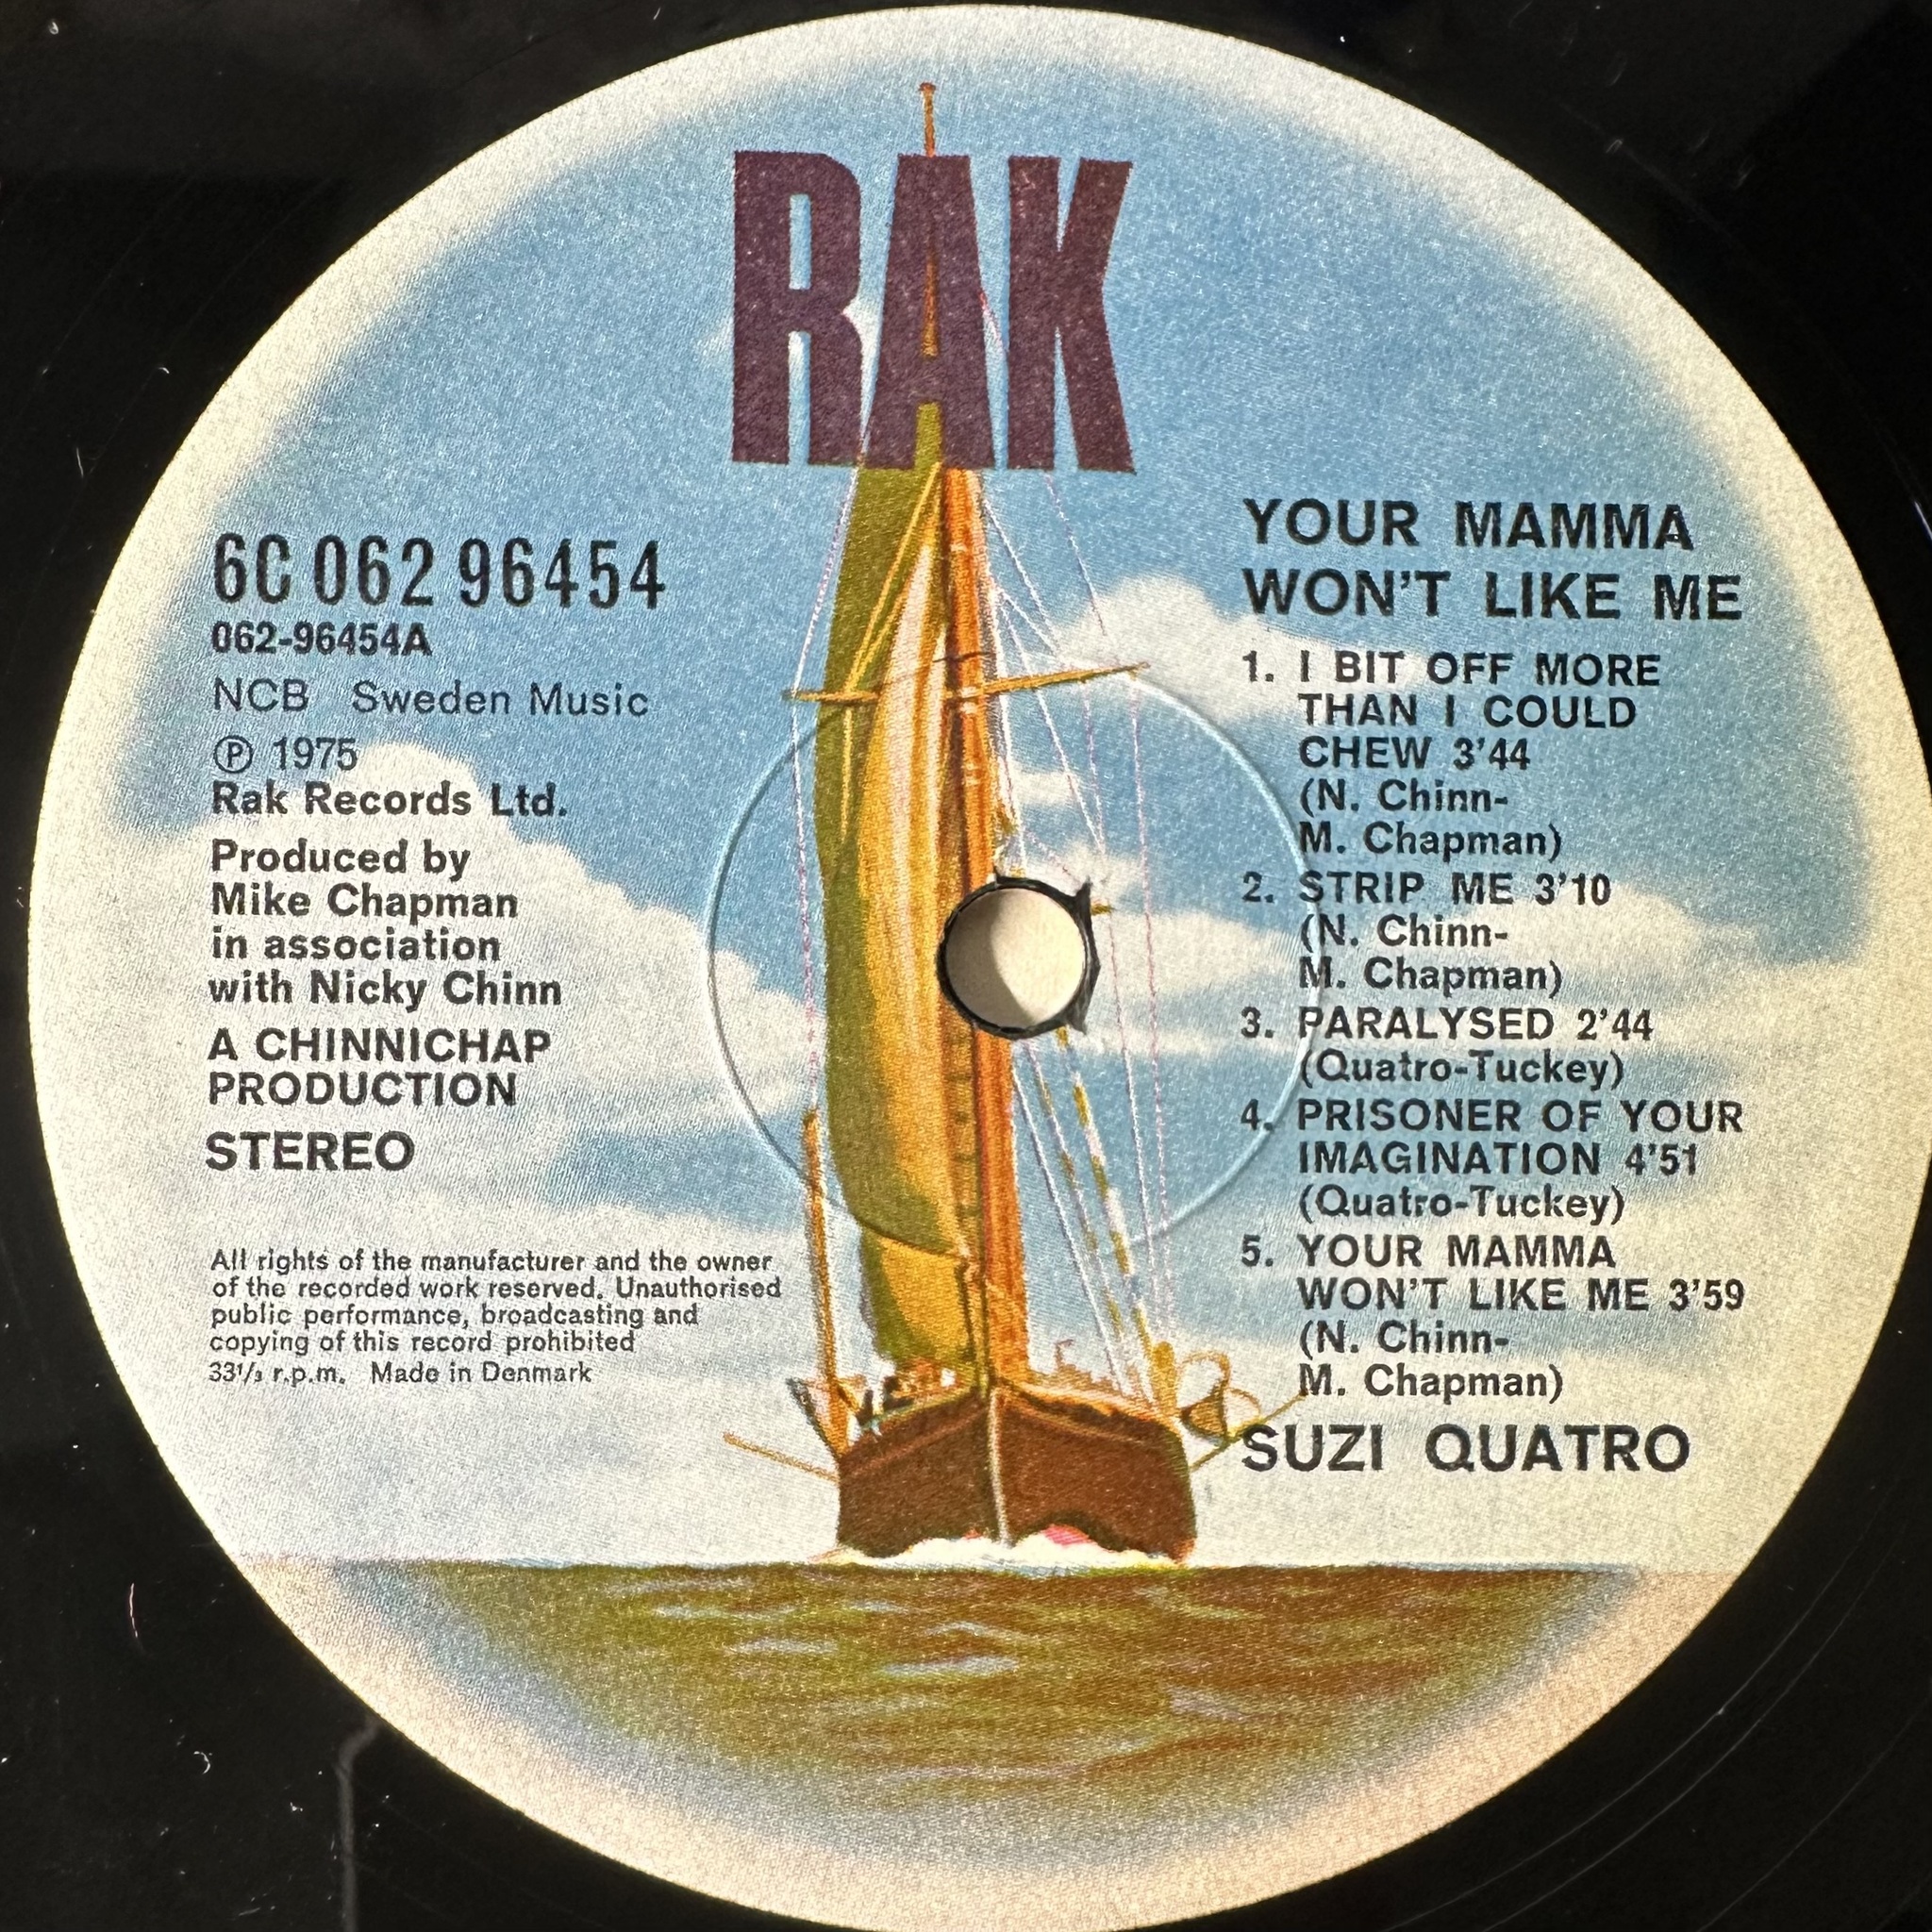 RAK
6C 062 96454
062-96454A
NCB Sweden Music
℗ 1975
Rak Records Ltd.
Produced by
Mike Chapman
in association
with Nicky Chinn
A CHINNICHAP
PRODUCTION
STEREO
All rights of the manufacturer and the owner
of the recorded work reserved. Unauthorised
public performance, broadcasting and
copying of this record prohibited
33⅓ r.p.m. Made in Denmark
YOUR MAMMA
WON'T LIKE ME
1. I BIT OFF MORE
THAN I COULD
CHEW 3'44
(N. Chinn-
M. Chapman)
2. STRIP ME 3'10
(N. Chinn-
M. Chapman)
3. PARALYSED 2'44
(Quatro-Tuckey)
4. PRISONER OF YOUR
IMAGINATION 4'51
(Quatro-Tuckey)
5. YOUR MAMMA
WON'T LIKE ME 3'59
(N. Chinn-
M. Chapman)
SUZI QUATRO